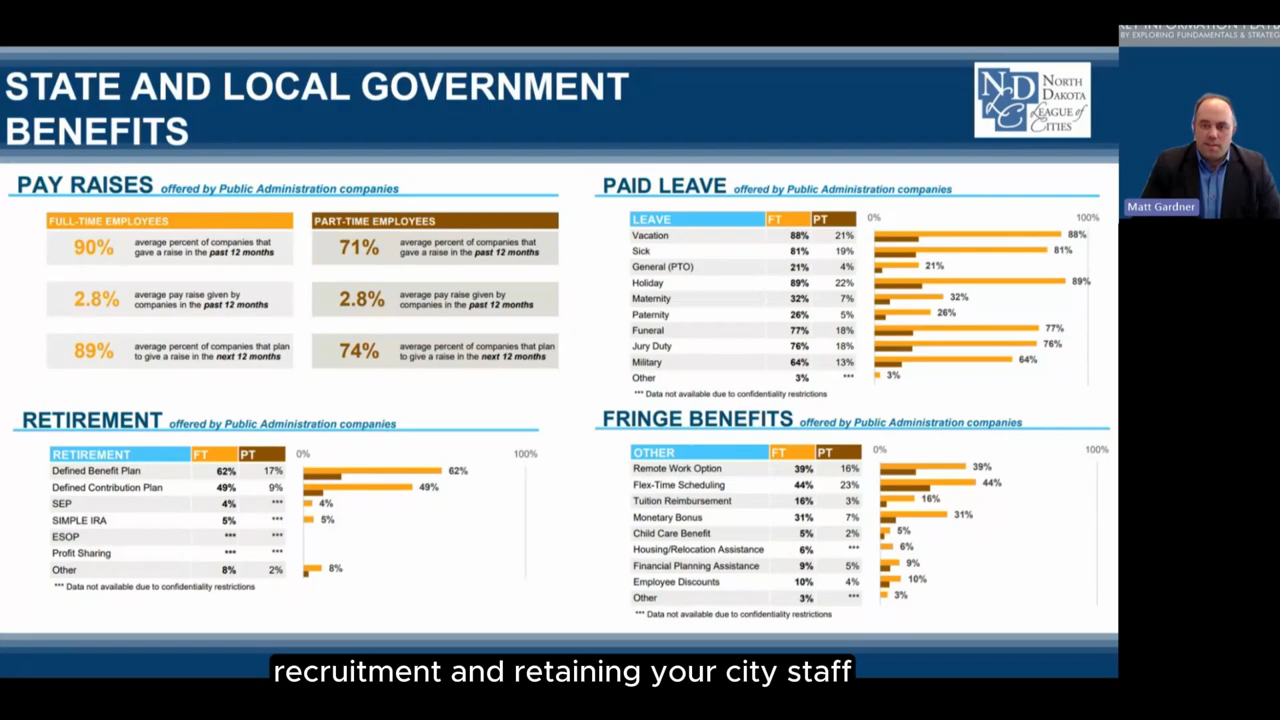 STATE AND LOCAL GOVERNMENT
BENEFITS
ND
LC
NORTH
DAKOTA
LEAGUE of
CITIES
BY EXPLORING FUNDAMENTALS & STRATEG
Matt Gardner
PAY RAISES offered by Public Administration companies
FULL-TIME EMPLOYEES
90% average percent of companies that
gave a raise in the past 12 months
2.8% average pay raise given by
companies in the past 12 months
89% average percent of companies that plan
to give a raise in the next 12 months
PART-TIME EMPLOYEES
71% average percent of companies that
gave a raise in the past 12 months
2.8% average pay raise given by
companies in the past 12 months
74% average percent of companies that plan
to give a raise in the next 12 months
PAID LEAVE offered by Public Administration companies
LEAVE FT PT 0% 100%
Vacation 88% 21% 88%
Sick 81% 19% 81%
General (PTO) 21% 4% 21%
Holiday 89% 22% 89%
Maternity 32% 7% 32%
Paternity 26% 5% 26%
Funeral 77% 18% 77%
Jury Duty 76% 18% 76%
Military 64% 13% 64%
Other 3% *** 3%
*** Data not available due to confidentiality restrictions
RETIREMENT offered by Public Administration companies
RETIREMENT FT PT 0% 100%
Defined Benefit Plan 62% 17% 62%
Defined Contribution Plan 49% 9% 49%
SEP 4% *** 4%
SIMPLE IRA 5% *** 5%
ESOP *** ***
Profit Sharing *** ***
Other 8% 2% 8%
*** Data not available due to confidentiality restrictions
FRINGE BENEFITS offered by Public Administration companies
OTHER FT PT 0% 100%
Remote Work Option 39% 16% 39%
Flex-Time Scheduling 44% 23% 44%
Tuition Reimbursement 16% 3% 16%
Monetary Bonus 31% 7% 31%
Child Care Benefit 5% 2% 5%
Housing/Relocation Assistance 6% *** 6%
Financial Planning Assistance 9% 5% 9%
Employee Discounts 10% 4% 10%
Other 3% *** 3%
*** Data not available due to confidentiality restrictions
recruitment and retaining your city staff